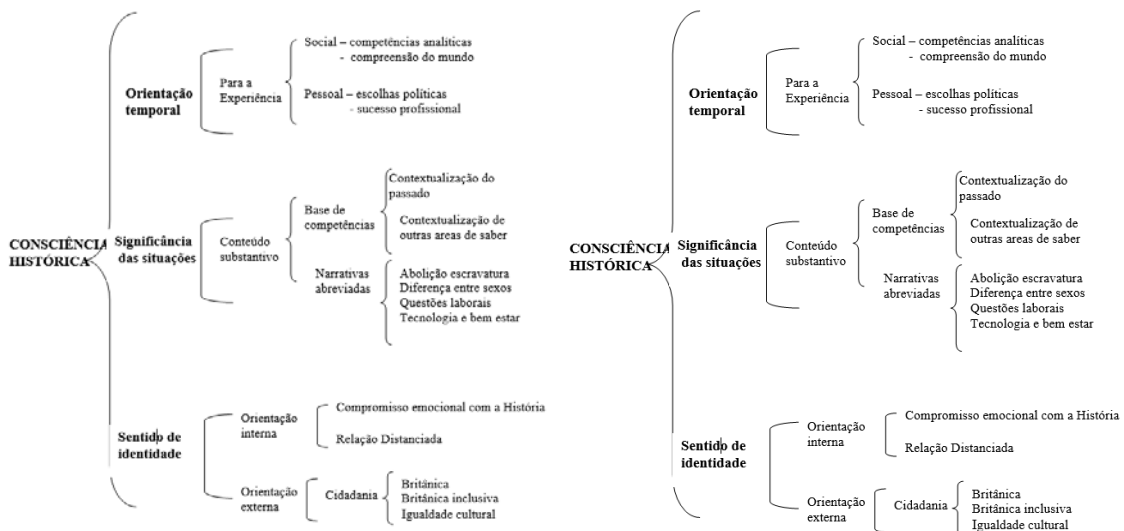 CONSCIÊNCIA
HISTÓRICA
Orientação
temporal
Para a
Experiência
Social – competências analíticas
- compreensão do mundo
Pessoal – escolhas políticas
- sucesso profissional
Significância
das situações
Conteúdo
substantivo
Base de
competências
Contextualização do
passado
Contextualização de
outras areas de saber
Narrativas
abreviadas
Abolição escravatura
Diferença entre sexos
Questões laborais
Tecnologia e bem estar
Sentido de
identidade
Orientação
interna
Compromisso emocional com a História
Relação Distanciada
Orientação
externa
Cidadania
Britânica
Britânica inclusiva
Igualdade cultural
CONSCIÊNCIA
HISTÓRICA
Orientação
temporal
Para a
Experiência
Social – competências analíticas
- compreensão do mundo
Pessoal – escolhas políticas
- sucesso profissional
Significância
das situações
Conteúdo
substantivo
Base de
competências
Contextualização do
passado
Contextualização de
outras areas de saber
Narrativas
abreviadas
Abolição escravatura
Diferença entre sexos
Questões laborais
Tecnologia e bem estar
Sentido de
identidade
Orientação
interna
Compromisso emocional com a História
Relação Distanciada
Orientação
externa
Cidadania
Britânica
Britânica inclusiva
Igualdade cultural